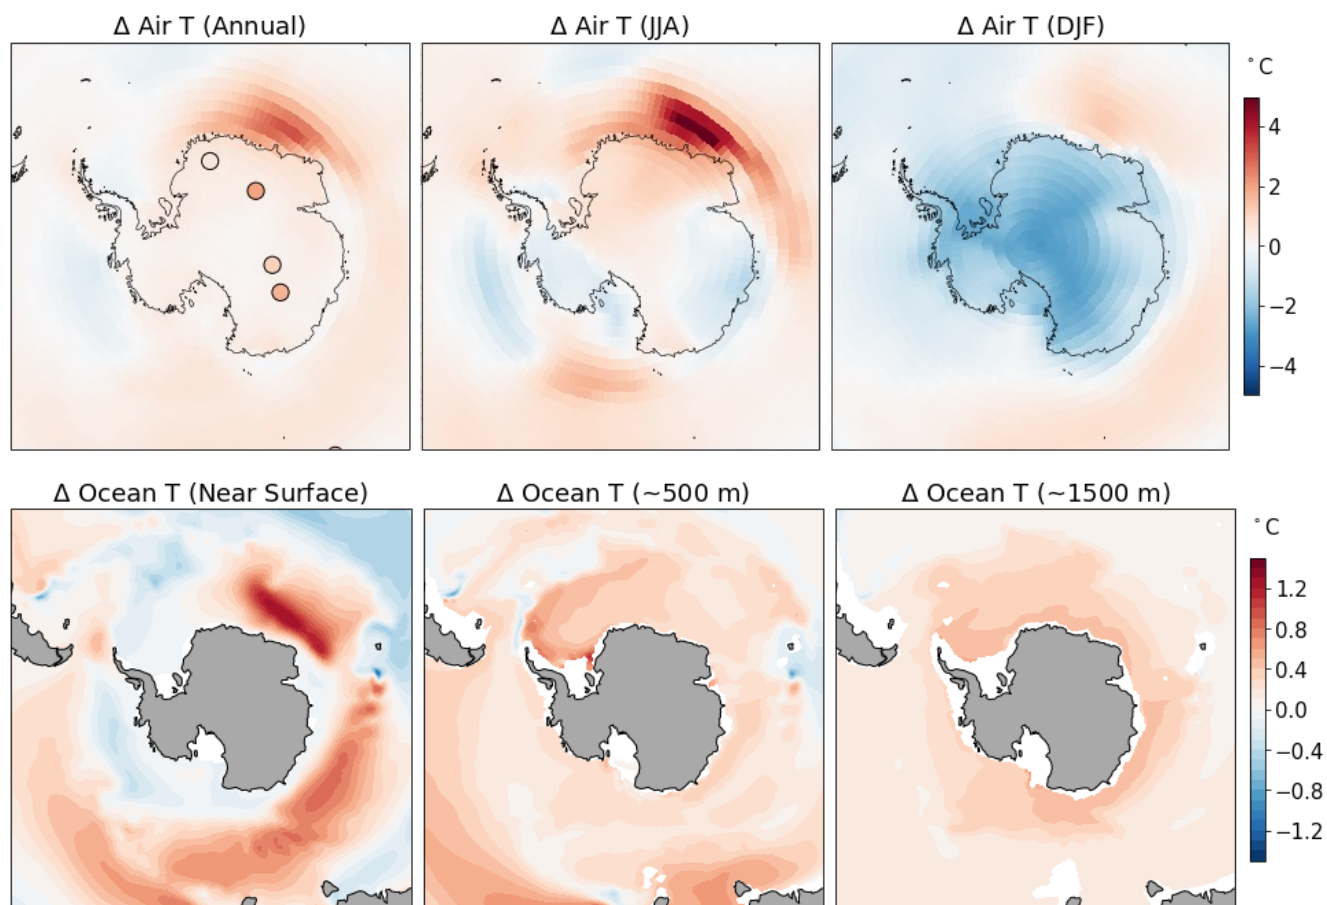 Δ Air T (Annual)
Δ Air T (JJA)
Δ Air T (DJF)
°C
4
2
0
−2
−4
Δ Ocean T (Near Surface)
Δ Ocean T (~500 m)
Δ Ocean T (~1500 m)
°C
1.2
0.8
0.4
0.0
−0.4
−0.8
−1.2